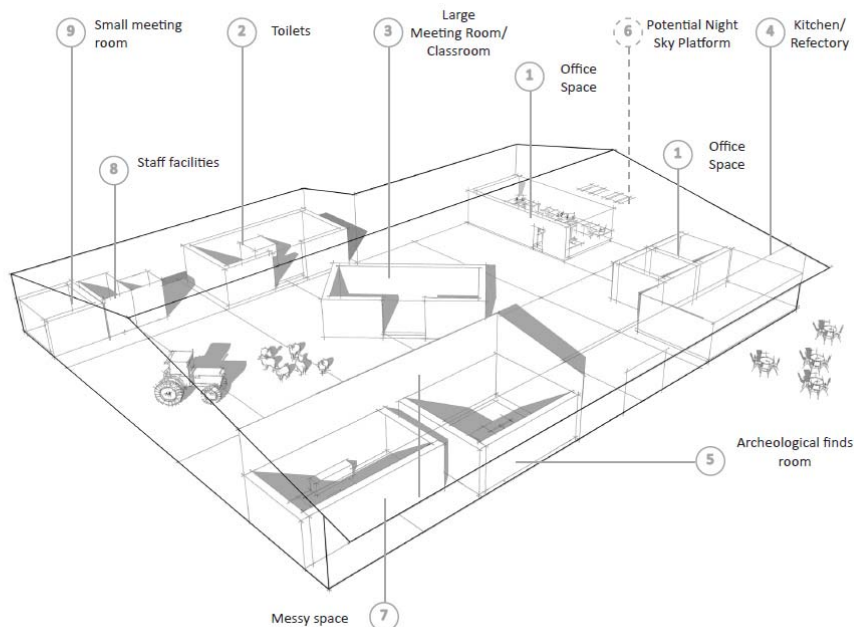 9
Small meeting
room
2
Toilets
3
Large
Meeting Room/
Classroom
6
Potential Night
Sky Platform
4
Kitchen/
Refectory
1
Office
Space
1
Office
Space
8
Staff facilities
5
Archeological finds
room
Messy space
7